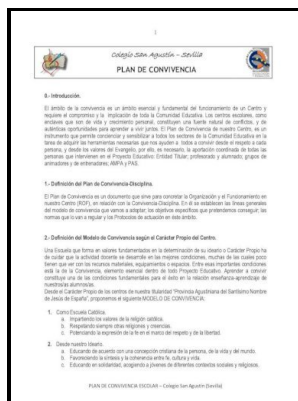 Colegio San Agustín - Sevilla
PLAN DE CONVIVENCIA
0.- Introducción.
El ámbito de la convivencia es un ámbito esencial y fundamental del funcionamiento de un Centro y
requiere el compromiso y la implicación de toda la Comunidad Educativa. Los centros escolares, como
enclaves que son de vida y crecimiento personal, constituyen una fuente natural de conflictos, y de
auténticas oportunidades para aprender a vivir juntos. El Plan de Convivencia de nuestro Centro, es un
instrumento que permite concienciar y sensibilizar a todos los sectores de la Comunidad Educativa en la
tarea de adquirir las herramientas necesarias que nos ayuden a todos a convivir desde el respeto a cada
persona, y desde los valores del Evangelio; por ello, es necesario, la aportación coordinada de todas las
personas que intervienen en el Proyecto Educativo: Entidad Titular; profesorado y alumnado; grupos de
animadores y de entrenadores; AMPA y PAS.
1.- Definición del Plan de Convivencia-Disciplina.
El Plan de Convivencia es un documento que sirve para concretar la Organización y el Funcionamiento en
nuestro Centro (ROF), en relación con la Convivencia-Disciplina. En él se establecen las líneas generales
del modelo de convivencia que vamos a adoptar; los objetivos específicos que pretendemos conseguir; las
normas que lo van a regular y los Protocolos de actuación en este ámbito.
2.- Definición del Modelo de Convivencia según el Carácter Propio del Centro.
Una Escuela que forma en valores fundamentados en la determinación de su ideario o Carácter Propio ha
de cuidar que la actividad docente se desarrolle en las mejores condiciones, muchas de las cuales poco
tienen que ver con los recursos materiales, equipamientos o espacios. Entre esas importantes condiciones
está la de la Convivencia, elemento esencial dentro de todo Proyecto Educativo. Aprender a convivir
constituye una de las condiciones fundamentales para el éxito en la relación enseñanza-aprendizaje de
nuestros/as alumnos/as.
Desde el Carácter Propio de los centros de nuestra titularidad "Provincia Agustiniana del Santísimo Nombre
de Jesús de España", proponemos el siguiente MODELO DE CONVIVENCIA:
1. Como Escuela Católica.
a. Impartiendo los valores de la religión católica.
b. Respetando siempre otras religiones y creencias.
c. Potenciando la expresión de la fe en el marco del respeto y de la libertad.
2. Desde nuestro Ideario.
a. Educando de acuerdo con una concepción cristiana de la persona, de la vida y del mundo.
b. Favoreciendo la síntesis y la coherencia entre fe, cultura y vida.
c. Educando en solidaridad, acogiendo a jóvenes de diferentes contextos sociales y religiosos.
PLAN DE CONVIVENCIA ESCOLAR – Colegio San Agustín (Sevilla)